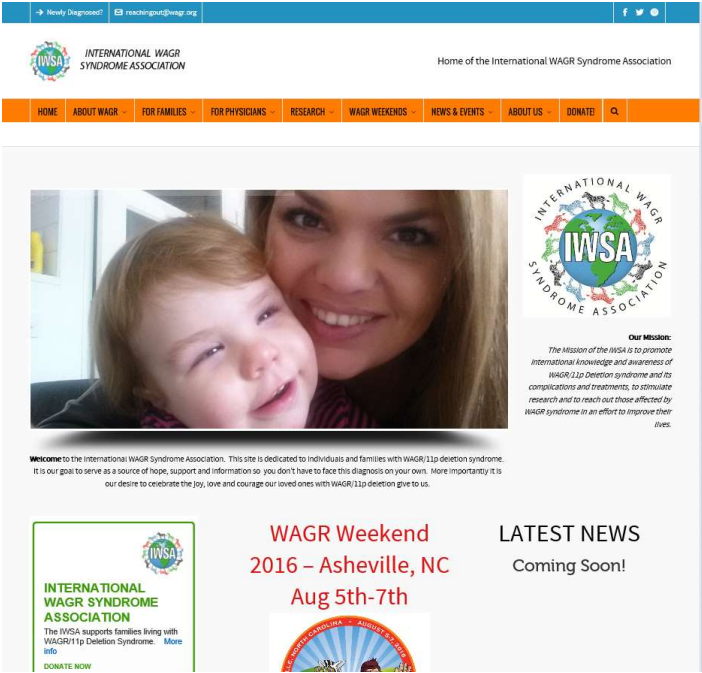 Newly Diagnosed?
reachingout@wagr.org
IWSA
INTERNATIONAL WAGR
SYNDROME ASSOCIATION
Home of the International WAGR Syndrome Association
HOME ABOUT WAGR FOR FAMILIES FOR PHYSICIANS RESEARCH WAGR WEEKENDS NEWS & EVENTS ABOUT US DONATE!
INTERNATIONAL WAGR
IWSA
SYNDROME ASSOCIATION
Our Mission:
The Mission of the IWSA is to promote
international knowledge and awareness of
WAGR/11p Deletion syndrome and its
complications and treatments, to stimulate
research and to reach out those affected by
WAGR syndrome in an effort to improve their
lives.
Welcome to the International WAGR Syndrome Association. This site is dedicated to individuals and families with WAGR/11p deletion syndrome.
It is our goal to serve as a source of hope, support and information so you don't have to face this diagnosis on your own. More importantly it is
our desire to celebrate the joy, love and courage our loved ones with WAGR/11p deletion give to us.
IWSA
INTERNATIONAL
WAGR SYNDROME
ASSOCIATION
The IWSA supports families living with
WAGR/11p Deletion Syndrome. More
info
DONATE NOW
WAGR Weekend
2016 – Asheville, NC
Aug 5th-7th
NORTH CAROLINA • AUGUST 5-7, 2016
LATEST NEWS
Coming Soon!